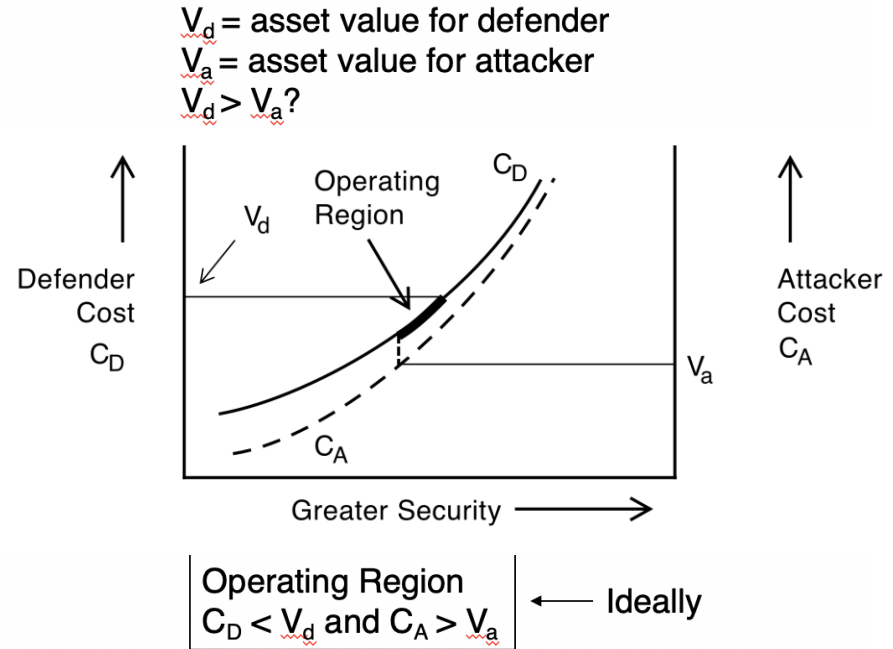 Vd = asset value for defender
Va = asset value for attacker
Vd > Va?
CD
Operating
Region
Vd
Defender
Cost
CD
Attacker
Cost
CA
Va
CA
Greater Security
Operating Region
CD < Vd and CA > Va
Ideally